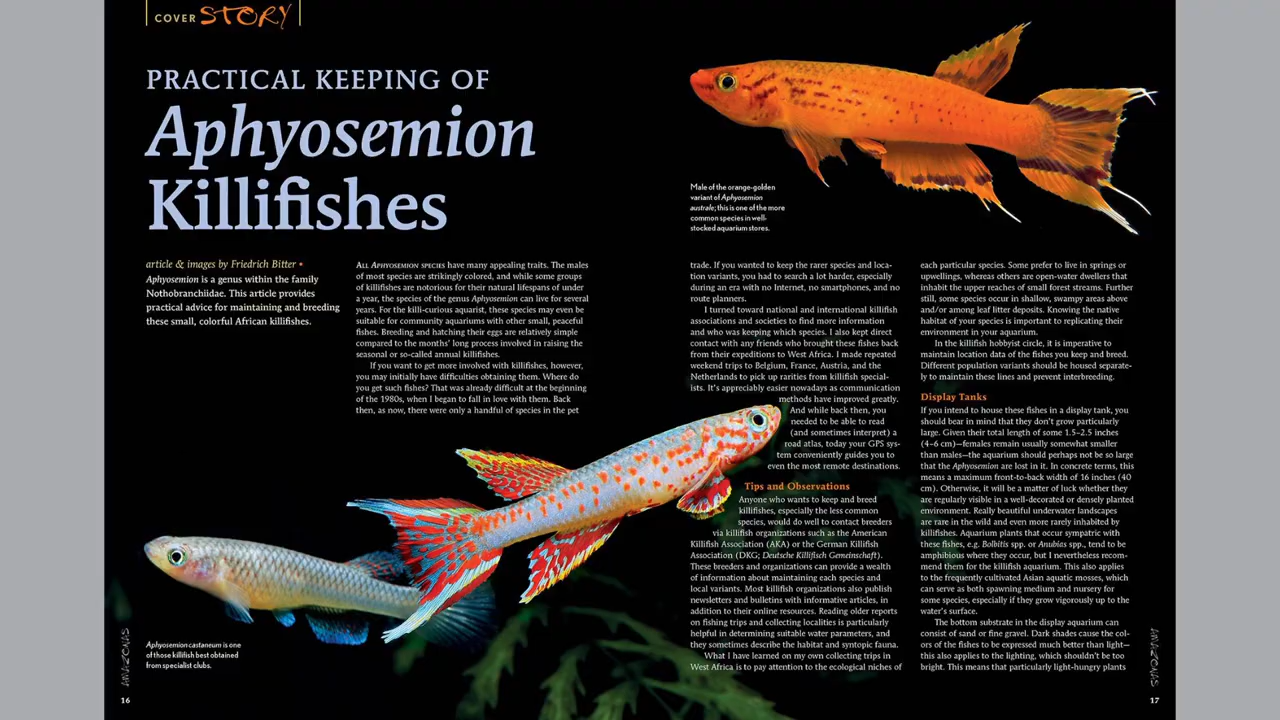 COVER STORY
PRACTICAL KEEPING OF
Aphyosemion
Killifishes
article & images by Friedrich Bitter •
Aphyosemion is a genus within the family
Nothobranchiidae. This article provides
practical advice for maintaining and breeding
these small, colorful African killifishes.
ALL APHYOSEMION SPECIES have many appealing traits. The males
of most species are strikingly colored, and while some groups
of killifishes are notorious for their natural lifespans of under
a year, the species of the genus Aphyosemion can live for several
years. For the killi-curious aquarist, these species may even be
suitable for community aquariums with other small, peaceful
fishes. Breeding and hatching their eggs are relatively simple
compared to the months' long process involved in raising the
seasonal or so-called annual killifishes.
If you want to get more involved with killifishes, however,
you may initially have difficulties obtaining them. Where do
you get such fishes? That was already difficult at the beginning
of the 1980s, when I began to fall in love with them. Back
then, as now, there were only a handful of species in the pet
Aphyosemion castaneum is one
of those killifish best obtained
from specialist clubs.
AMAZONAS
16
Male of the orange-golden
variant of Aphyosemion
australe; this is one of the more
common species in well-
stocked aquarium stores.
trade. If you wanted to keep the rarer species and loca-
tion variants, you had to search a lot harder, especially
during an era with no Internet, no smartphones, and no
route planners.
I turned toward national and international killifish
associations and societies to find more information
and who was keeping which species. I also kept direct
contact with any friends who brought these fishes back
from their expeditions to West Africa. I made repeated
weekend trips to Belgium, France, Austria, and the
Netherlands to pick up rarities from killifish special-
ists. It's appreciably easier nowadays as communication
methods have improved greatly.
And while back then, you
needed to be able to read
(and sometimes interpret) a
road atlas, today your GPS sys-
tem conveniently guides you to
even the most remote destinations.
Tips and Observations
Anyone who wants to keep and breed
killifishes, especially the less common
species, would do well to contact breeders
via killifish organizations such as the American
Killifish Association (AKA) or the German Killifish
Association (DKG; Deutsche Killifisch Gemeinschaft).
These breeders and organizations can provide a wealth
of information about maintaining each species and
local variants. Most killifish organizations also publish
newsletters and bulletins with informative articles, in
addition to their online resources. Reading older reports
on fishing trips and collecting localities is particularly
helpful in determining suitable water parameters, and
they sometimes describe the habitat and syntopic fauna.
What I have learned on my own collecting trips in
West Africa is to pay attention to the ecological niches of
each particular species. Some prefer to live in springs or
upwellings, whereas others are open-water dwellers that
inhabit the upper reaches of small forest streams. Further
still, some species occur in shallow, swampy areas above
and/or among leaf litter deposits. Knowing the native
habitat of your species is important to replicating their
environment in your aquarium.
In the killifish hobbyist circle, it is imperative to
maintain location data of the fishes you keep and breed.
Different population variants should be housed separate-
ly to maintain these lines and prevent interbreeding.
Display Tanks
If you intend to house these fishes in a display tank, you
should bear in mind that they don't grow particularly
large. Given their total length of some 1.5–2.5 inches
(4–6 cm)—females remain usually somewhat smaller
than males—the aquarium should perhaps not be so large
that the Aphyosemion are lost in it. In concrete terms, this
means a maximum front-to-back width of 16 inches (40
cm). Otherwise, it will be a matter of luck whether they
are regularly visible in a well-decorated or densely planted
environment. Really beautiful underwater landscapes
are rare in the wild and even more rarely inhabited by
killifishes. Aquarium plants that occur sympatric with
these fishes, e.g. Bolbitis spp. or Anubias spp., tend to be
amphibious where they occur, but I nevertheless recom-
mend them for the killifish aquarium. This also applies
to the frequently cultivated Asian aquatic mosses, which
can serve as both spawning medium and nursery for
some species, especially if they grow vigorously up to the
water's surface.
The bottom substrate in the display aquarium can
consist of sand or fine gravel. Dark shades cause the col-
ors of the fishes to be expressed much better than light—
this also applies to the lighting, which shouldn't be too
bright. This means that particularly light-hungry plants
AMAZONAS
17